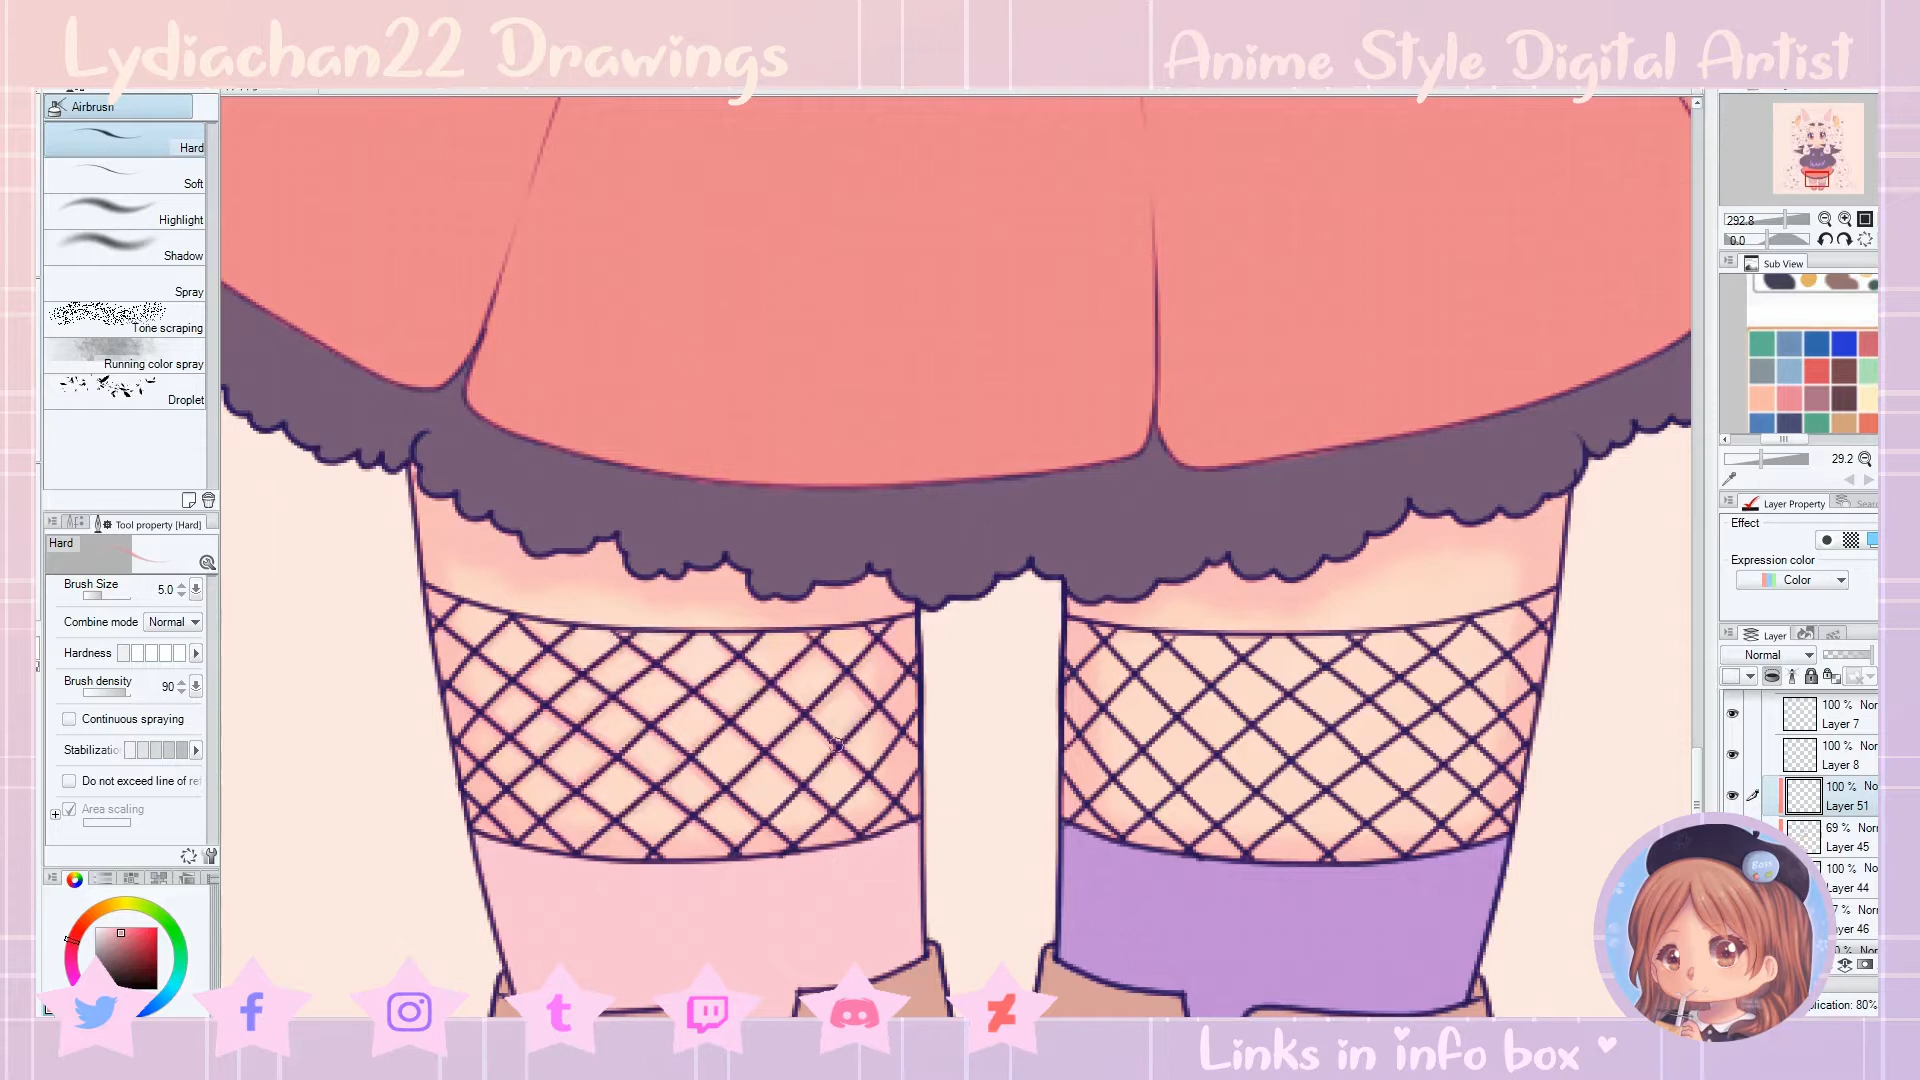 Lydiachan22 Drawings
Anime Style Digital Artist
Airbrush
Hard
Soft
Highlight
Shadow
Spray
Tone scraping
Running color spray
Droplet
Tool property [Hard]
Hard
Brush Size 5.0
Combine mode Normal
Hardness
Brush density 90
Continuous spraying
Do not exceed line of
Area scaling
292.8
0.0
Sub View
29.2
Layer Property
Effect
Expression color
Color
Layer
Normal
100 %
Layer 7
100 %
Layer 8
100 %
Layer 51
69 %
Layer 45
100 %
Layer 46
80%
Boss
Links in info box